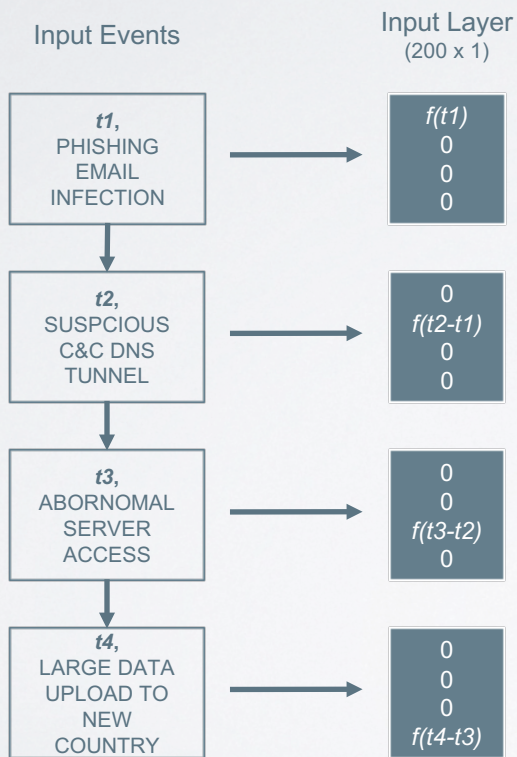 Input Events
Input Layer
(200 x 1)
t1,
PHISHING
EMAIL
INFECTION
f(t1)
0
0
0
t2,
SUSPCIOUS
C&C DNS
TUNNEL
0
f(t2-t1)
0
0
t3,
ABORNOMAL
SERVER
ACCESS
0
0
f(t3-t2)
0
t4,
LARGE DATA
UPLOAD TO
NEW
COUNTRY
0
0
0
f(t4-t3)